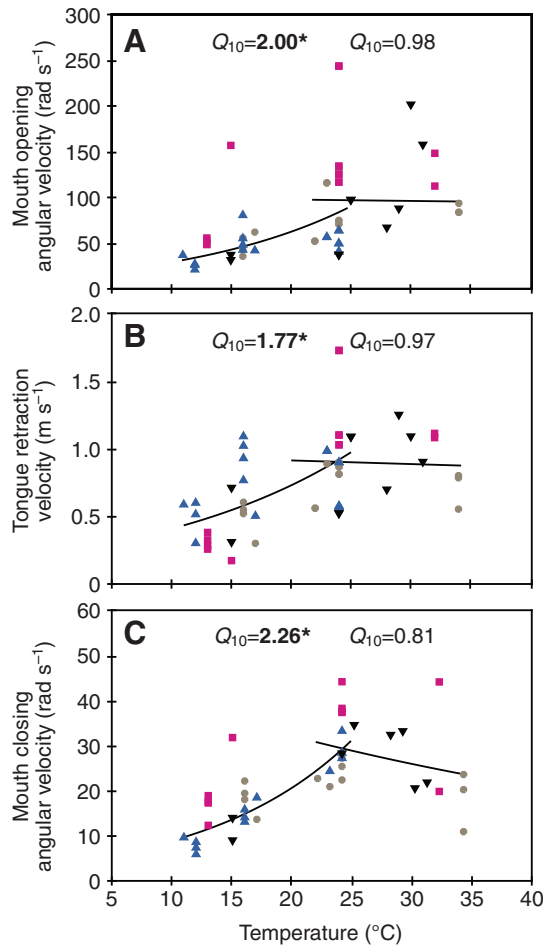 A
Q10=2.00* Q10=0.98
Mouth opening
angular velocity (rad s⁻¹)
300
250
200
150
100
50
0
B
Q10=1.77* Q10=0.97
Tongue retraction
velocity (m s⁻¹)
2.0
1.5
1.0
0.5
0
C
Q10=2.26* Q10=0.81
Mouth closing
angular velocity (rad s⁻¹)
60
50
40
30
20
10
0
5 10 15 20 25 30 35 40
Temperature (°C)